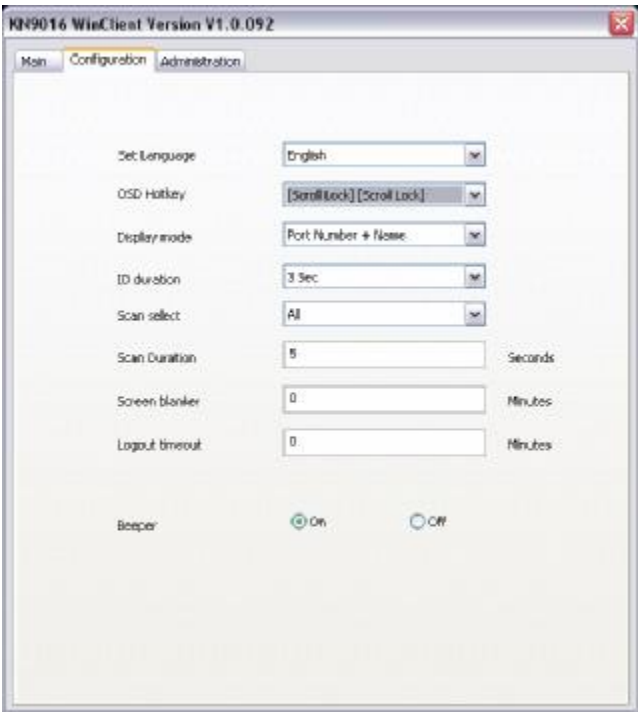 KN9016 WinClient Version V1.0.092
Main Configuration Administration
Set Language English
OSD Hotkey [Scroll Lock] [Scroll Lock]
Display mode Port Number + Name
ID duration 3 Sec
Scan select All
Scan Duration 5 Seconds
Screen blanker 0 Minutes
Logout timeout 0 Minutes
Beeper On Off